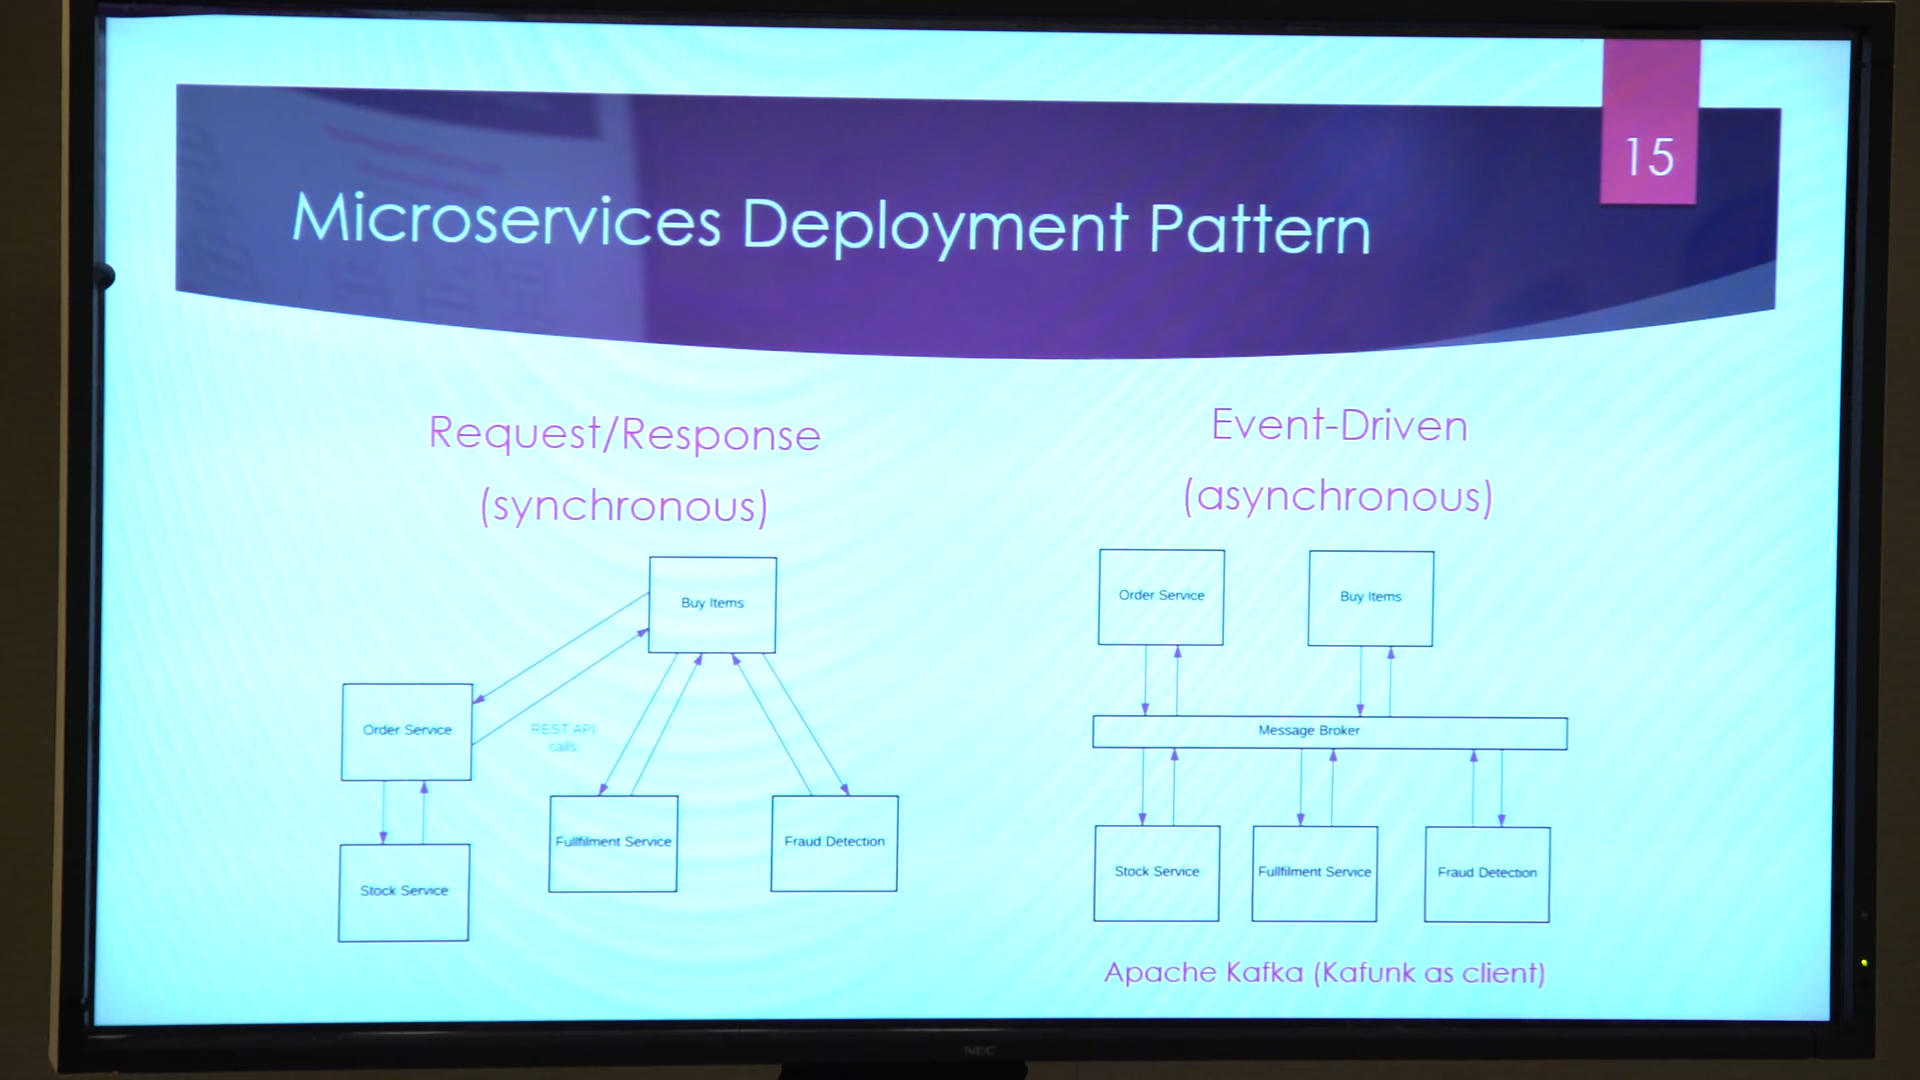 15
Microservices Deployment Pattern
Request/Response
(synchronous)
Buy Items
Order Service
REST API
calls
Fullfilment Service
Fraud Detection
Stock Service
Event-Driven
(asynchronous)
Order Service
Buy Items
Message Broker
Stock Service
Fullfilment Service
Fraud Detection
Apache Kafka (Kafunk as client)
NEC